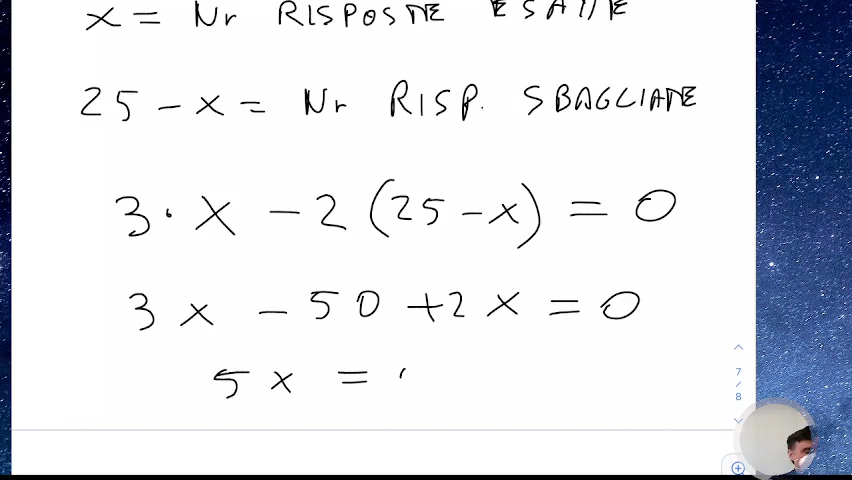 x = Nr RISPOSTE ESATTE
25 - x = Nr RISP. SBAGLIATE
3 · x - 2 (25 - x) = 0
3 x - 50 + 2 x = 0
5 x =
7
/
8